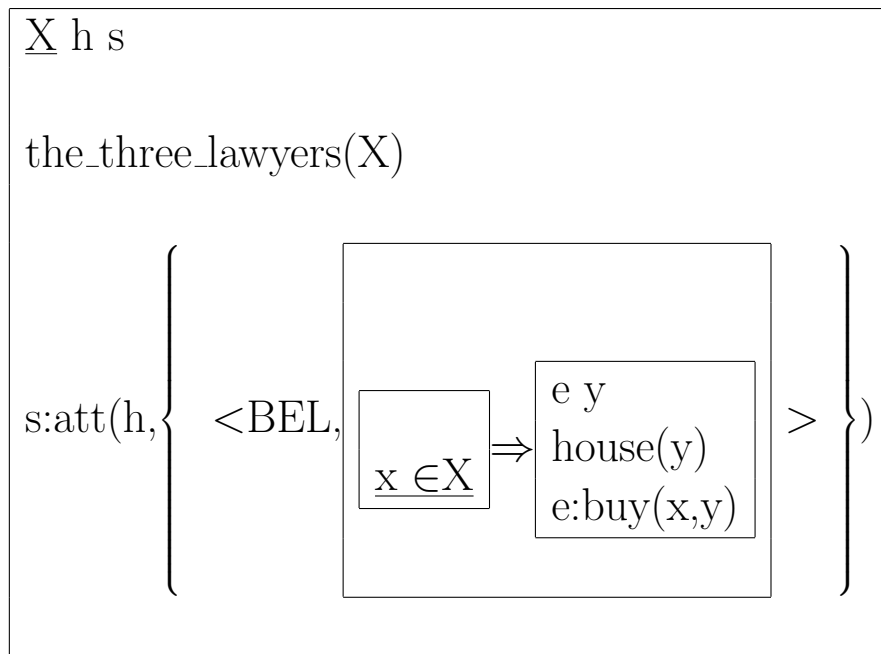 X h s
the_three_lawyers(X)
s:att(h,{ <BEL, x ∈X ⇒ e y
house(y)
e:buy(x,y) > })